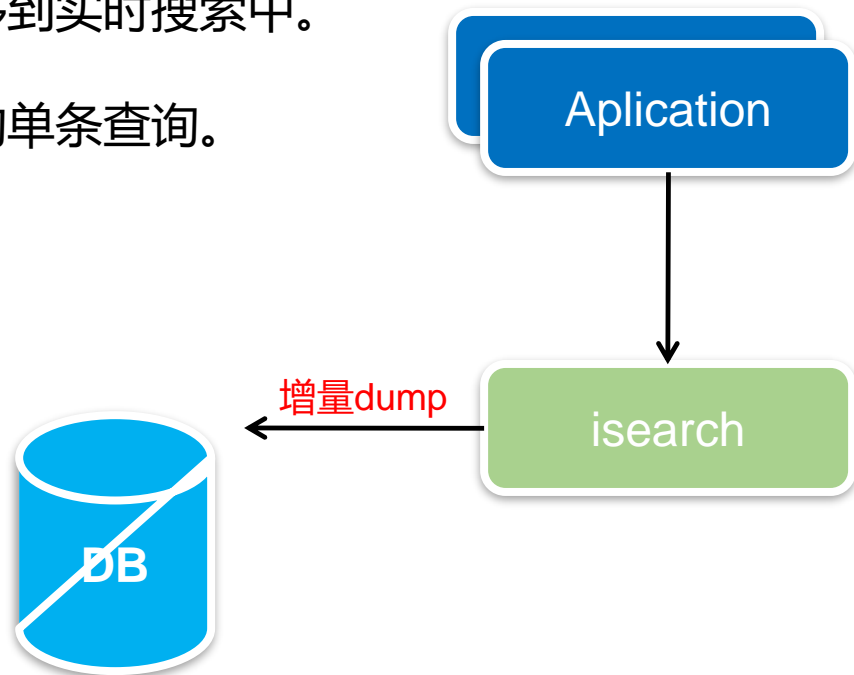 到实时搜索中。
单条查询。
Aplication
增量dump
isearch
DB